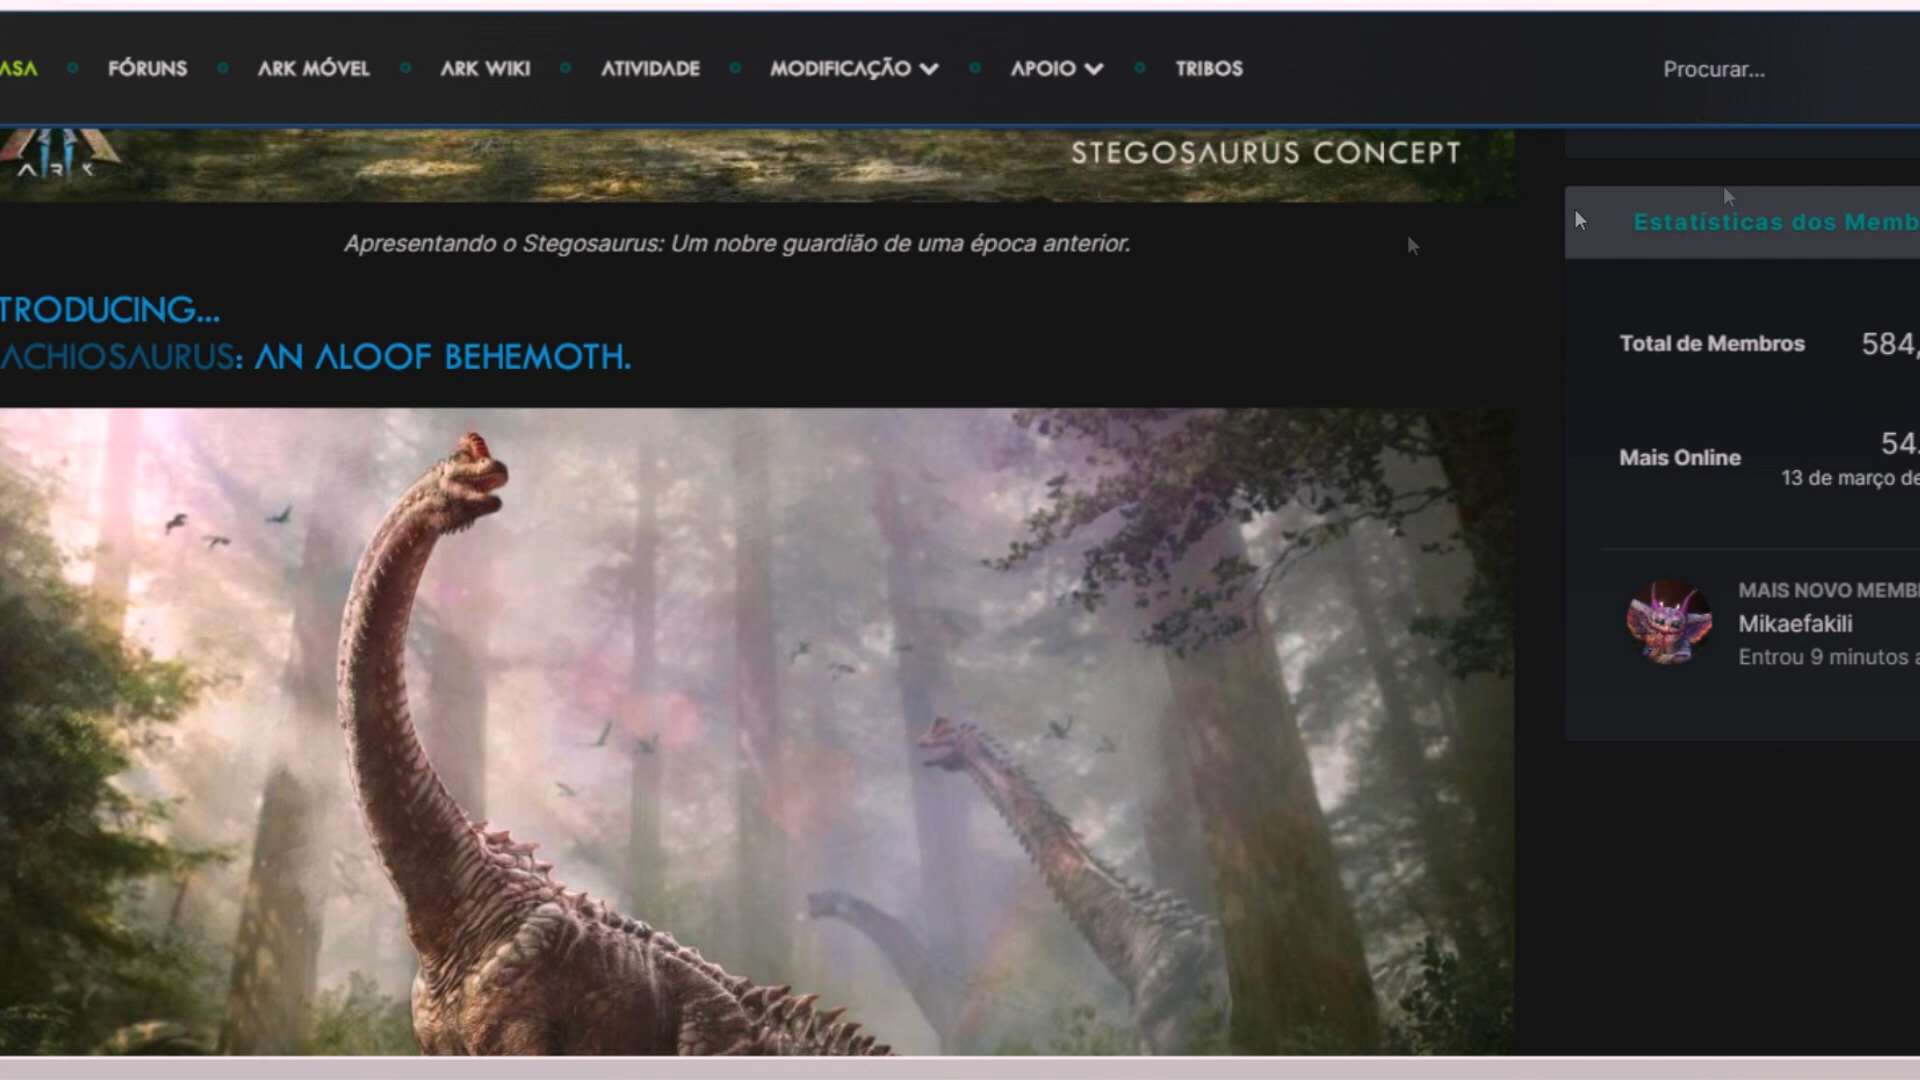 ASA
FÓRUNS
ARK MÓVEL
ARK WIKI
ATIVIDADE
MODIFICAÇÃO
APOIO
TRIBOS
Procurar...
ARK
STEGOSAURUS CONCEPT
Apresentando o Stegosaurus: Um nobre guardião de uma época anterior.
TRODUCING...
ACHIOSAURUS: AN ALOOF BEHEMOTH.
Estatísticas dos Memb
Total de Membros
584,
Mais Online
54.
13 de março de
MAIS NOVO MEMB
Mikaefakili
Entrou 9 minutos a